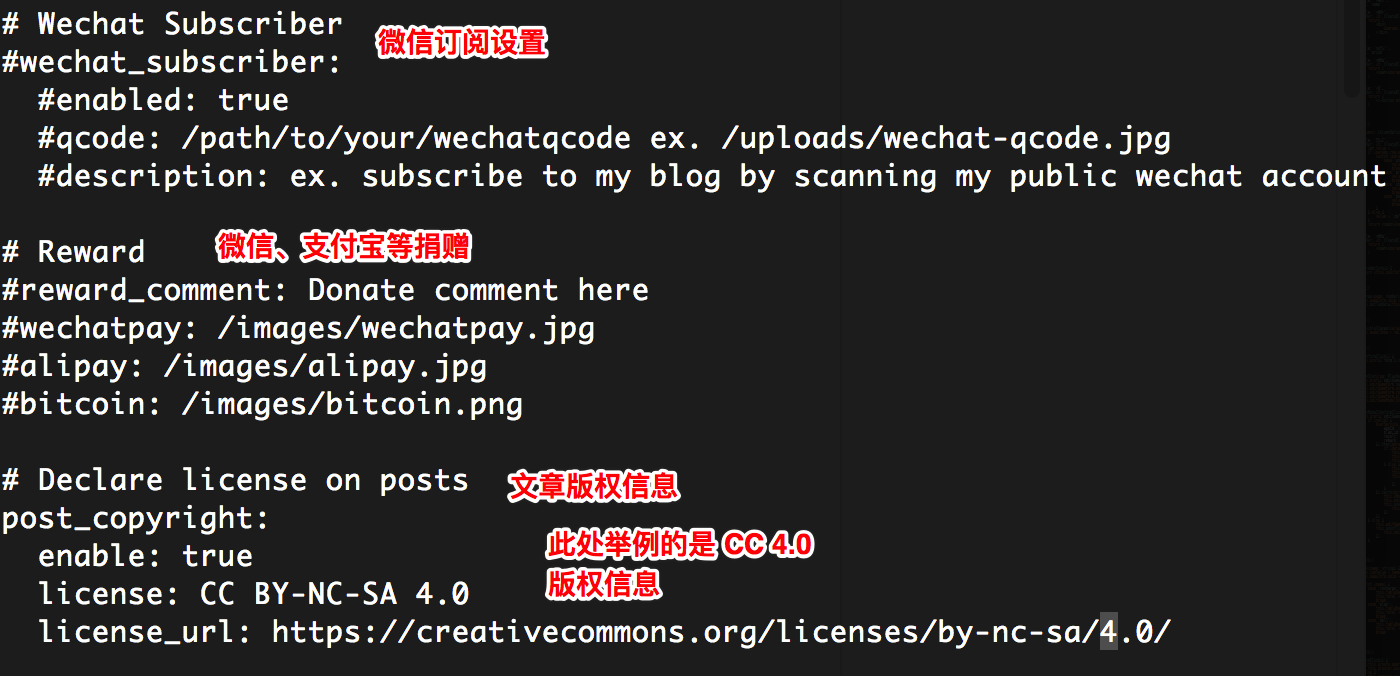 # Wechat Subscriber
微信订阅设置
#wechat_subscriber:
  #enabled: true
  #qcode: /path/to/your/wechatqcode ex. /uploads/wechat-qcode.jpg
  #description: ex. subscribe to my blog by scanning my public wechat account
# Reward
微信、支付宝等捐赠
#reward_comment: Donate comment here
#wechatpay: /images/wechatpay.jpg
#alipay: /images/alipay.jpg
#bitcoin: /images/bitcoin.png
# Declare license on posts
文章版权信息
post_copyright:
  enable: true
此处举例的是 CC 4.0
版权信息
  license: CC BY-NC-SA 4.0
  license_url: https://creativecommons.org/licenses/by-nc-sa/4.0/